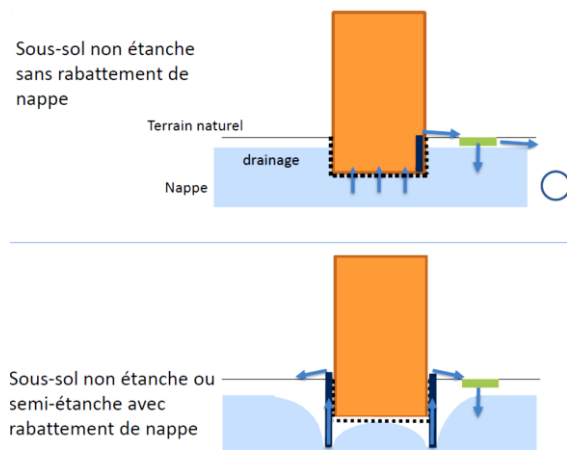 Sous-sol non étanche
sans rabattement de
nappe
Terrain naturel
drainage
Nappe
Sous-sol non étanche ou
semi-étanche avec
rabattement de nappe